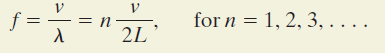 f = v/λ = n v/2L, for n = 1, 2, 3, . . . .